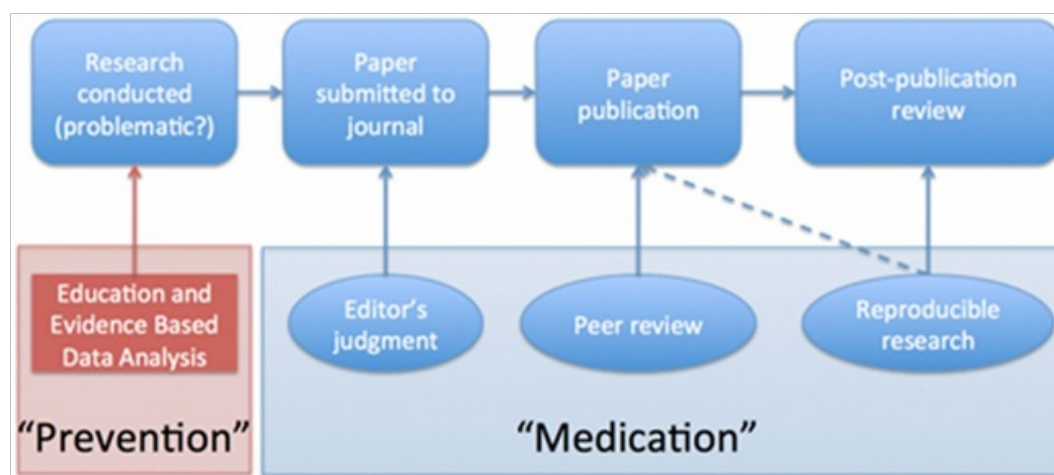 Research
conducted
(problematic?)
Paper
submitted to
journal
Paper
publication
Post-publication
review
Education and
Evidence Based
Data Analysis
Editor's
judgment
Peer review
Reproducible
research
“Prevention”
“Medication”